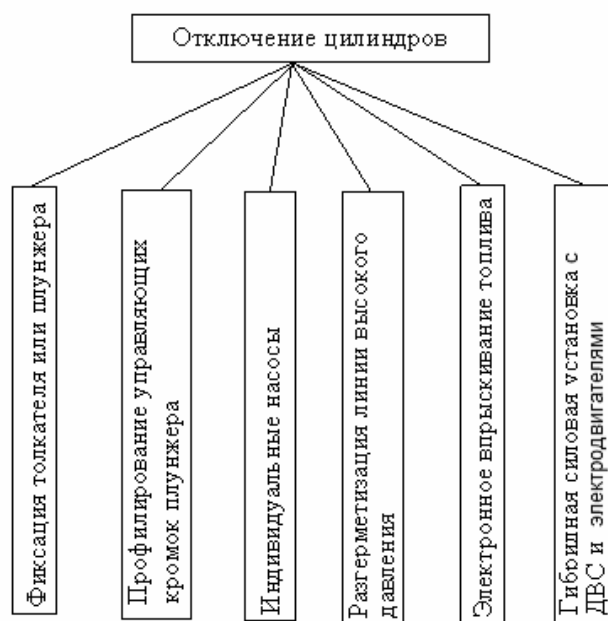 Отключение цилиндров
Фиксация толкателя или плунжера
Профилирование управляющих
кромок плунжера
Индивидуальные насосы
Разгерметизация линии высокого
давления
Электронное впрыскивание топлива
Гибридная силовая установка с
ДВС и электродвигателями